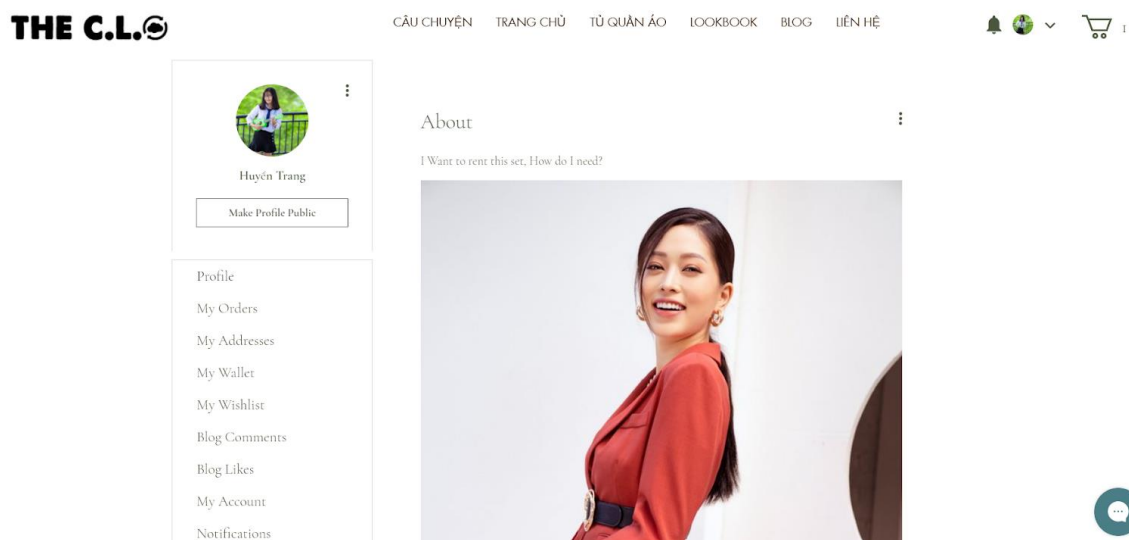 THE C.L.O
CÂU CHUYỆN TRANG CHỦ TỦ QUẦN ÁO LOOKBOOK BLOG LIÊN HỆ
Huyền Trang
Make Profile Public
Profile
My Orders
My Addresses
My Wallet
My Wishlist
Blog Comments
Blog Likes
My Account
Notifications
About
I Want to rent this set, How do I need?